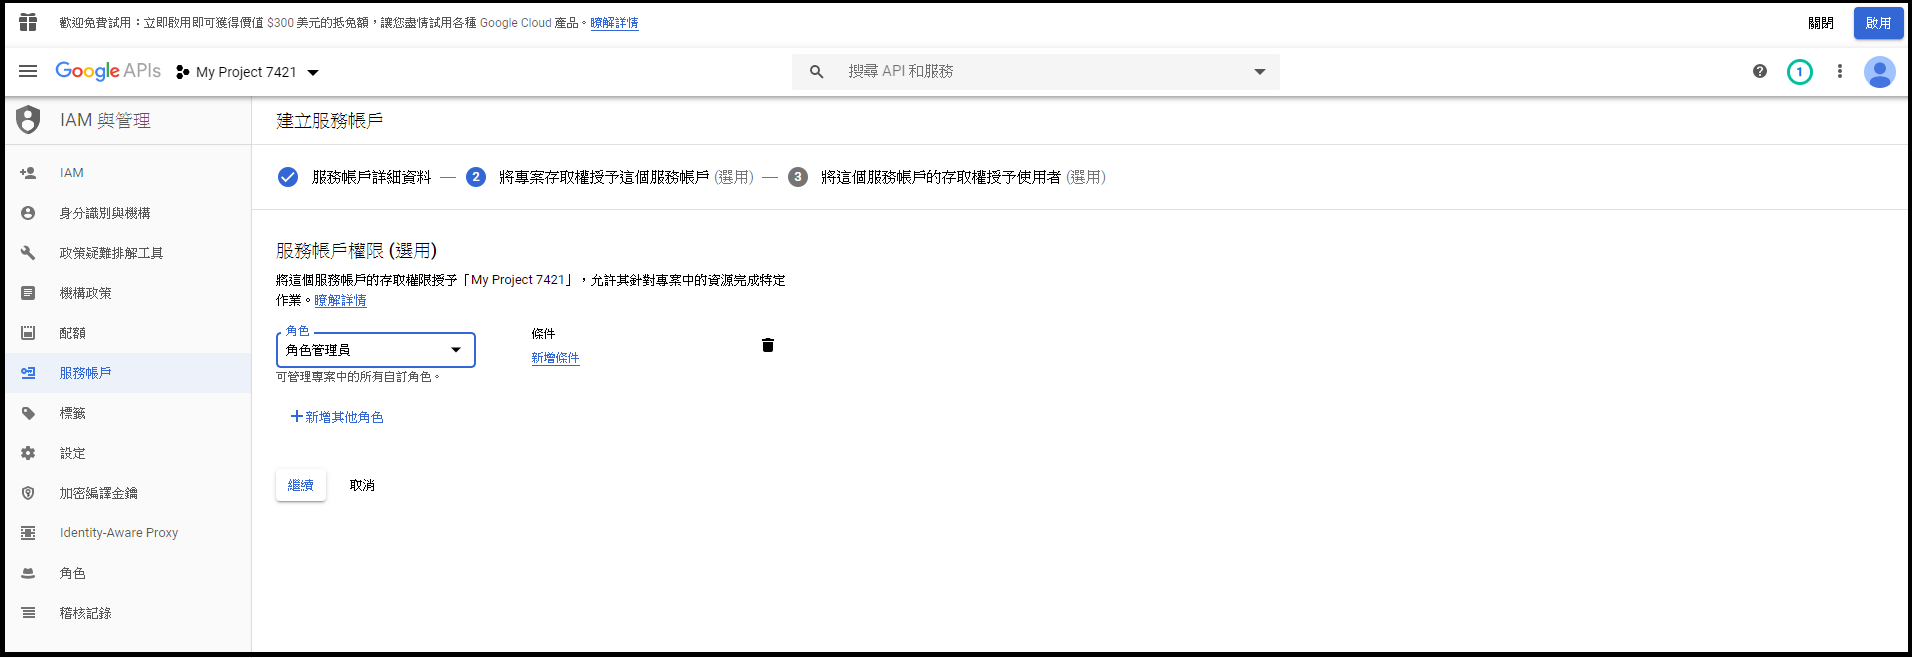 歡迎免費試用：立即啟用即可獲得價值 $300 美元的抵免額，讓您盡情試用各種 Google Cloud 產品。瞭解詳情
關閉
啟用
Google APIs
My Project 7421
搜尋 API 和服務
1
IAM 與管理
建立服務帳戶
IAM
身分識別與機構
政策疑難排解工具
機構政策
配額
服務帳戶
標籤
設定
加密編譯金鑰
Identity-Aware Proxy
角色
稽核記錄
服務帳戶詳細資料 — 2 將專案存取權授予這個服務帳戶 (選用) — 3 將這個服務帳戶的存取權授予使用者 (選用)
服務帳戶權限 (選用)
將這個服務帳戶的存取權限授予「My Project 7421」，允許其針對專案中的資源完成特定
作業。瞭解詳情
角色
角色管理員
可管理專案中的所有自訂角色。
條件
新增條件
+新增其他角色
繼續
取消